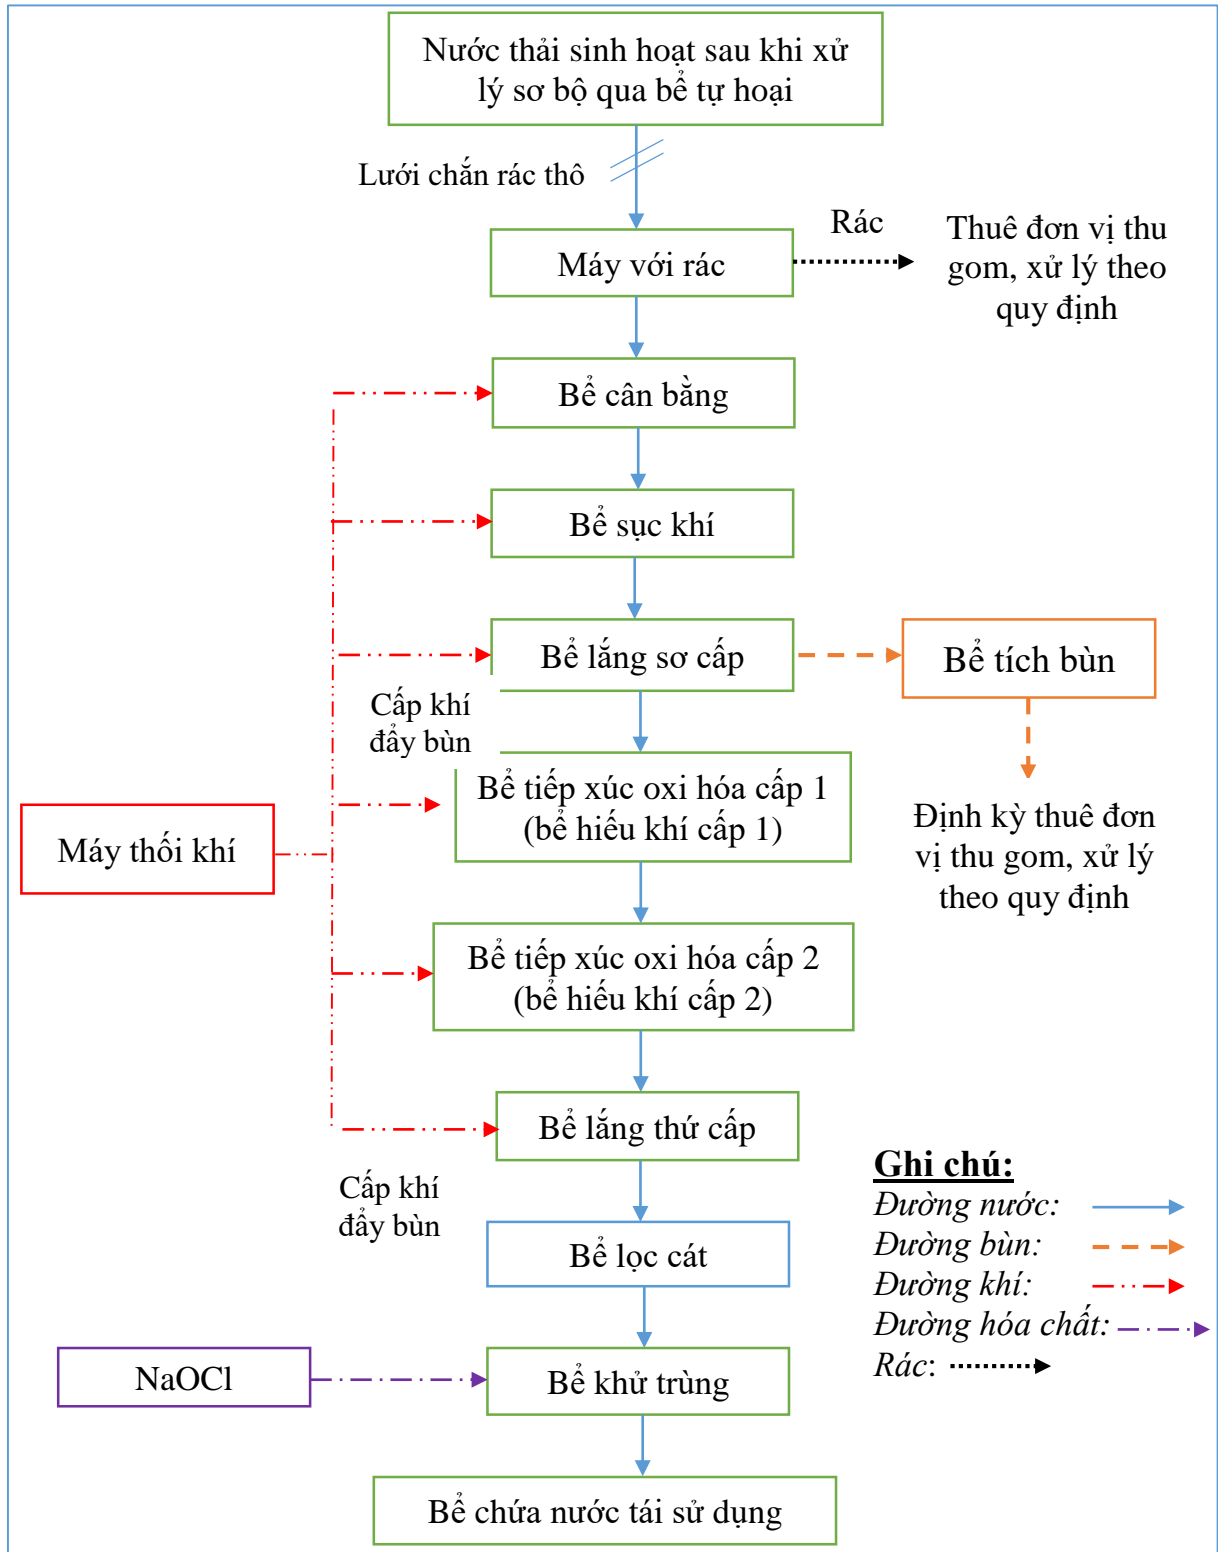 Nước thải sinh hoạt sau khi xử
lý sơ bộ qua bể tự hoại
Lưới chắn rác thô
Rác
Máy với rác
Thuê đơn vị thu
gom, xử lý theo
quy định
Bể cân bằng
Bể sục khí
Bể lắng sơ cấp
Bể tích bùn
Cấp khí
đẩy bùn
Bể tiếp xúc oxi hóa cấp 1
(bể hiếu khí cấp 1)
Máy thối khí
Định kỳ thuê đơn
vị thu gom, xử lý
theo quy định
Bể tiếp xúc oxi hóa cấp 2
(bể hiếu khí cấp 2)
Bể lắng thứ cấp
Cấp khí
đẩy bùn
Bể lọc cát
NaOCl
Bể khử trùng
Bể chứa nước tái sử dụng
Ghi chú:
Đường nước:
Đường bùn:
Đường khí:
Đường hóa chất:
Rác: